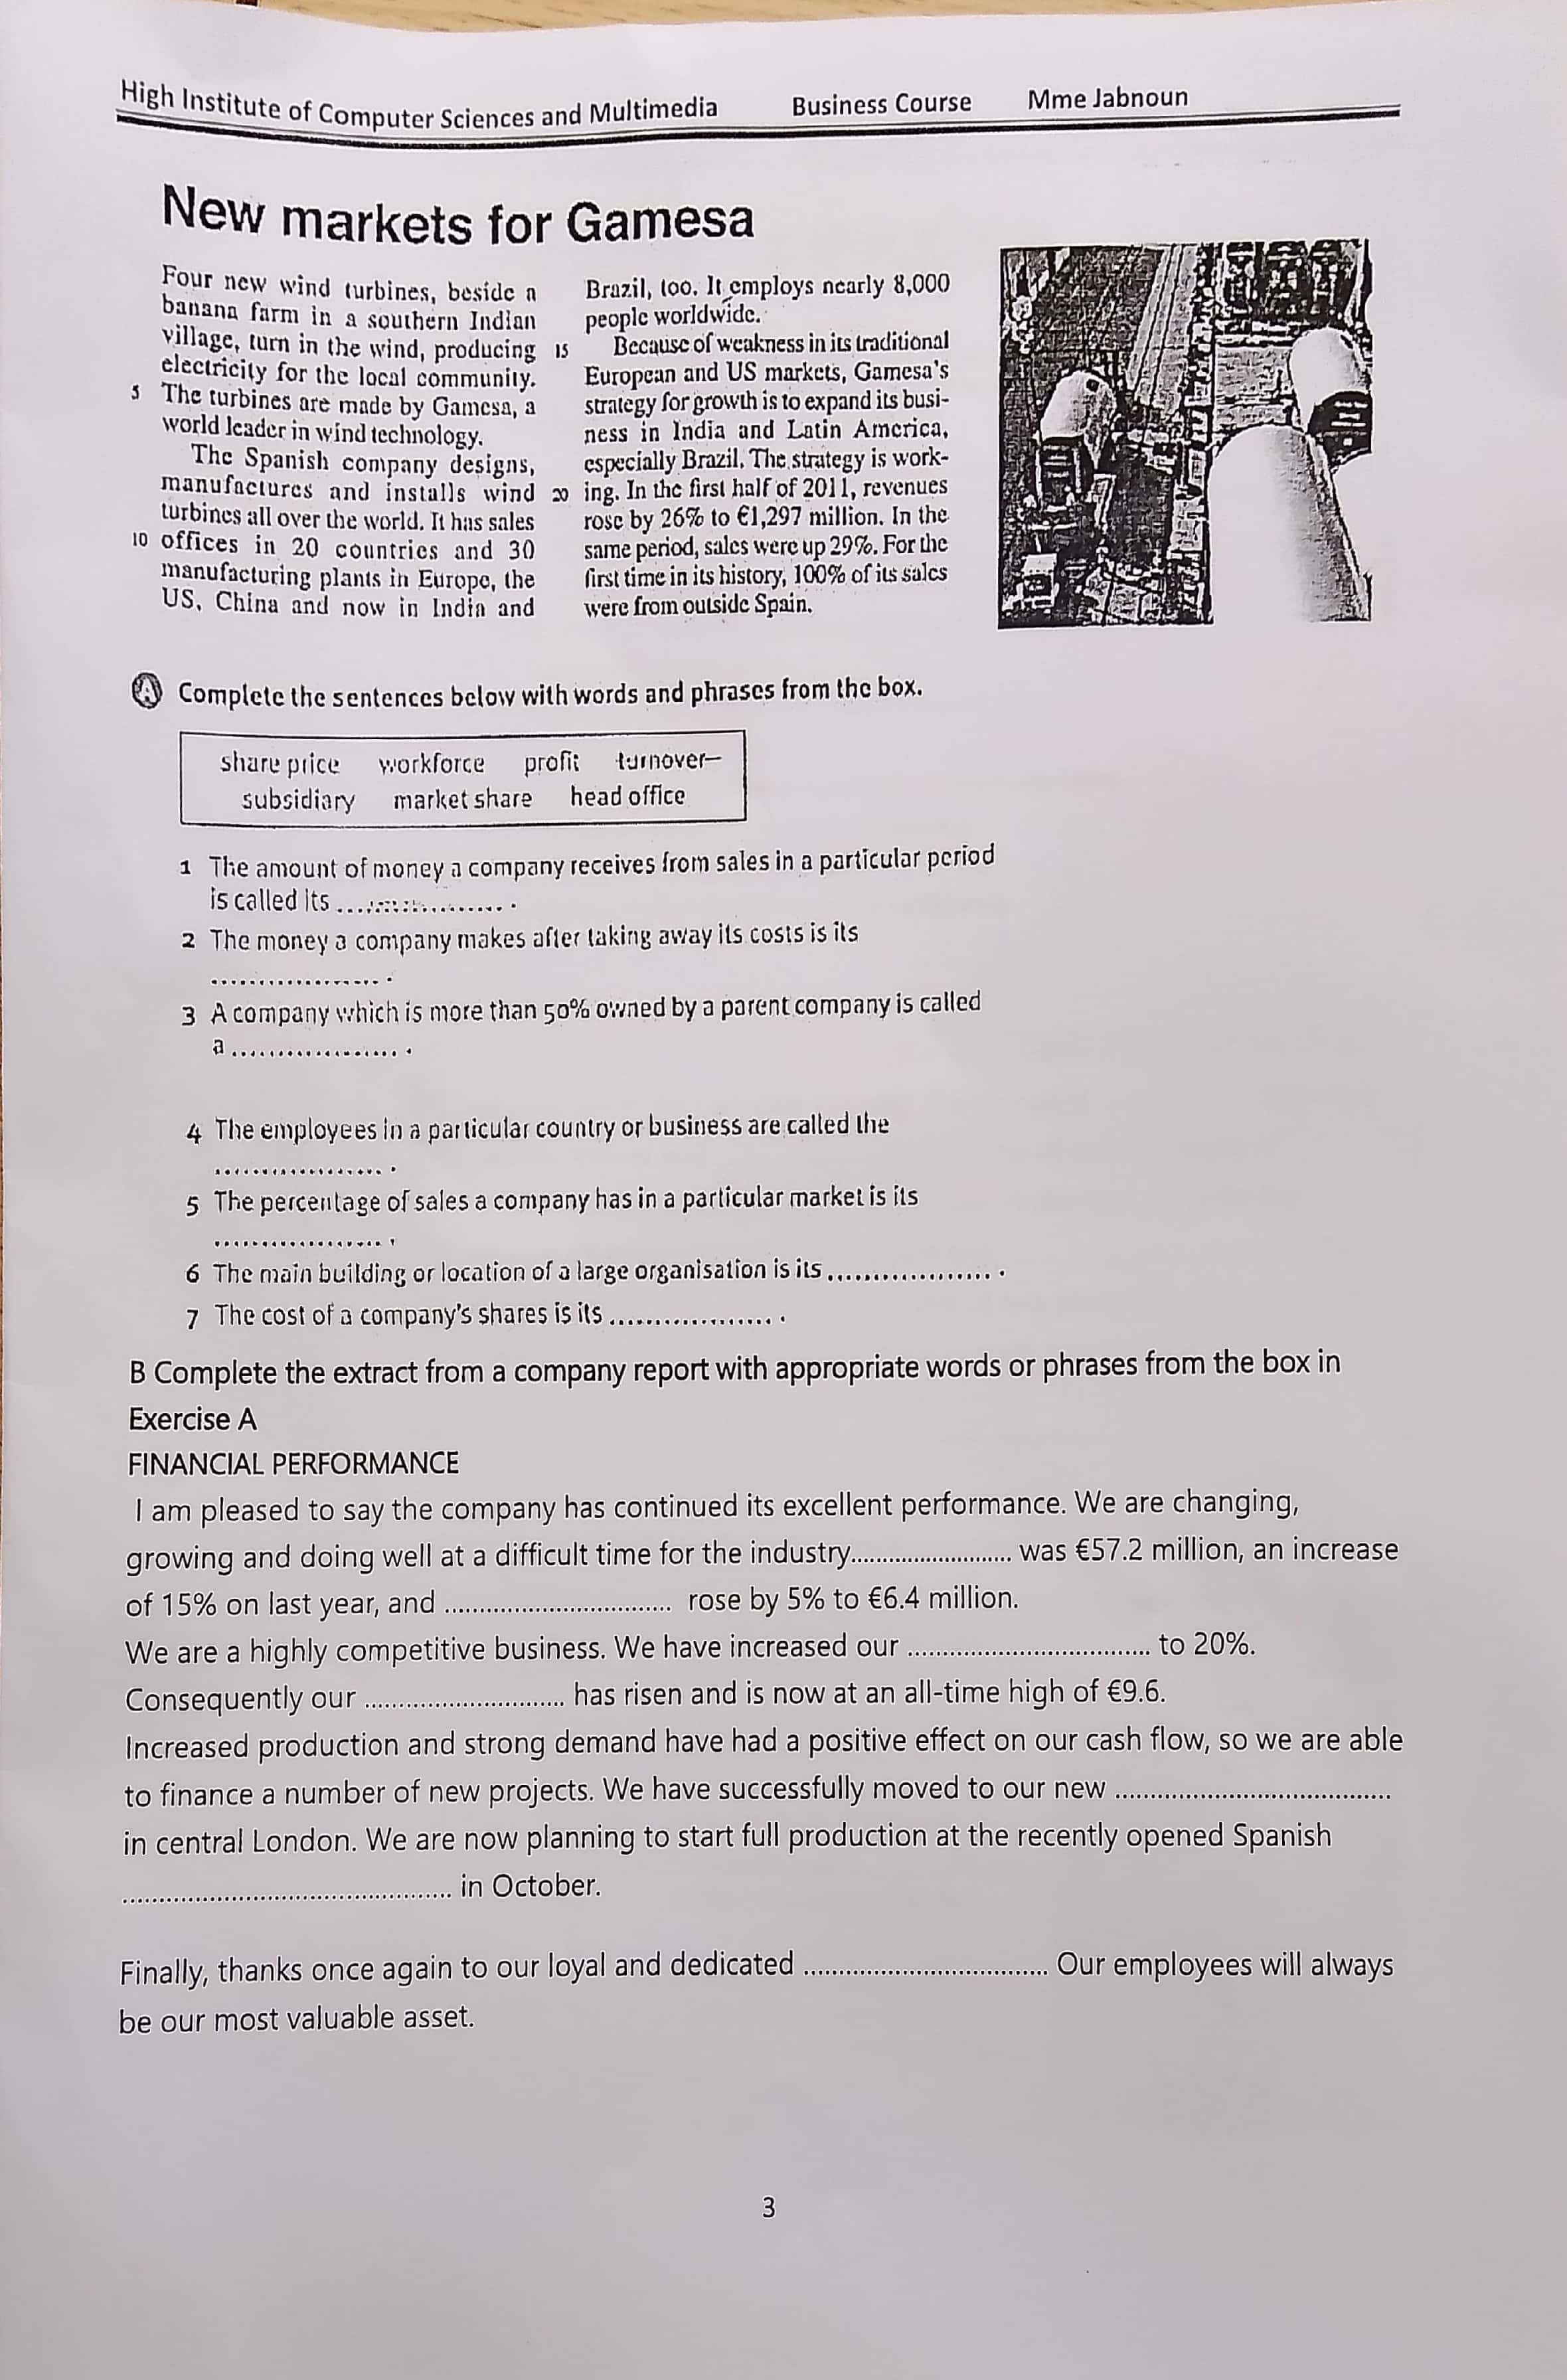 High Institute of Computer Sciences and Multimedia Business Course Mme Jabnoun
New markets for Gamesa
Four new wind turbines, beside a
banana farm in a southern Indian
village, turn in the wind, producing
electricity for the local community.
5 The turbines are made by Gamesa, a
world leader in wind technology.
The Spanish company designs,
manufactures and installs wind
turbines all over the world. It has sales
10 offices in 20 countries and 30
manufacturing plants in Europe, the
US, China and now in India and
Brazil, too. It employs nearly 8,000
people worldwide.
15 Because of weakness in its traditional
European and US markets, Gamesa's
strategy for growth is to expand its busi-
ness in India and Latin America,
especially Brazil. The strategy is work-
20 ing. In the first half of 2011, revenues
rose by 26% to €1,297 million. In the
same period, sales were up 29%. For the
first time in its history, 100% of its sales
were from outside Spain.
A Complete the sentences below with words and phrases from the box.
share price workforce profit turnover
subsidiary market share head office
1 The amount of money a company receives from sales in a particular period
is called its .................. .
2 The money a company makes after taking away its costs is its
.................. .
3 A company which is more than 50% owned by a parent company is called
a .................. .
4 The employees in a particular country or business are called the
.................. .
5 The percentage of sales a company has in a particular market is its
.................. .
6 The main building or location of a large organisation is its .................. .
7 The cost of a company's shares is its .................. .
B Complete the extract from a company report with appropriate words or phrases from the box in
Exercise A
FINANCIAL PERFORMANCE
I am pleased to say the company has continued its excellent performance. We are changing,
growing and doing well at a difficult time for the industry.......................... was €57.2 million, an increase
of 15% on last year, and .................................. rose by 5% to €6.4 million.
We are a highly competitive business. We have increased our .................................... to 20%.
Consequently our .............................. has risen and is now at an all-time high of €9.6.
Increased production and strong demand have had a positive effect on our cash flow, so we are able
to finance a number of new projects. We have successfully moved to our new ........................................
in central London. We are now planning to start full production at the recently opened Spanish
................................................ in October.
Finally, thanks once again to our loyal and dedicated .................................... Our employees will always
be our most valuable asset.
3